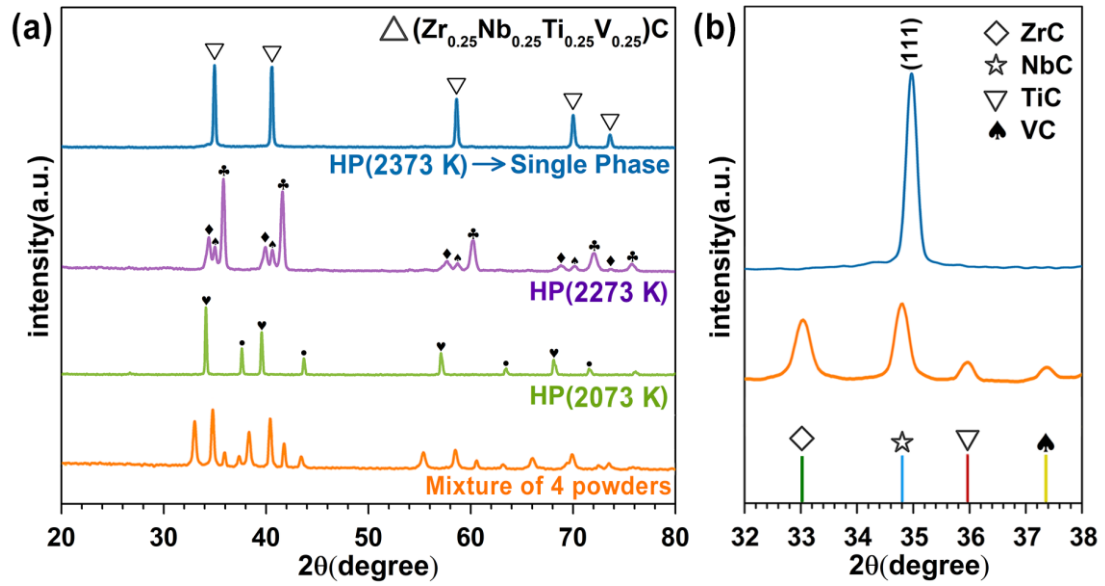 (a)
△ (Zr0.25Nb0.25Ti0.25V0.25)C
HP(2373 K) → Single Phase
HP(2273 K)
HP(2073 K)
Mixture of 4 powders
intensity(a.u.)
20 30 40 50 60 70 80
2θ(degree)
(b)
(111)
ZrC
NbC
TiC
VC
intensity(a.u.)
32 33 34 35 36 37 38
2θ(degree)